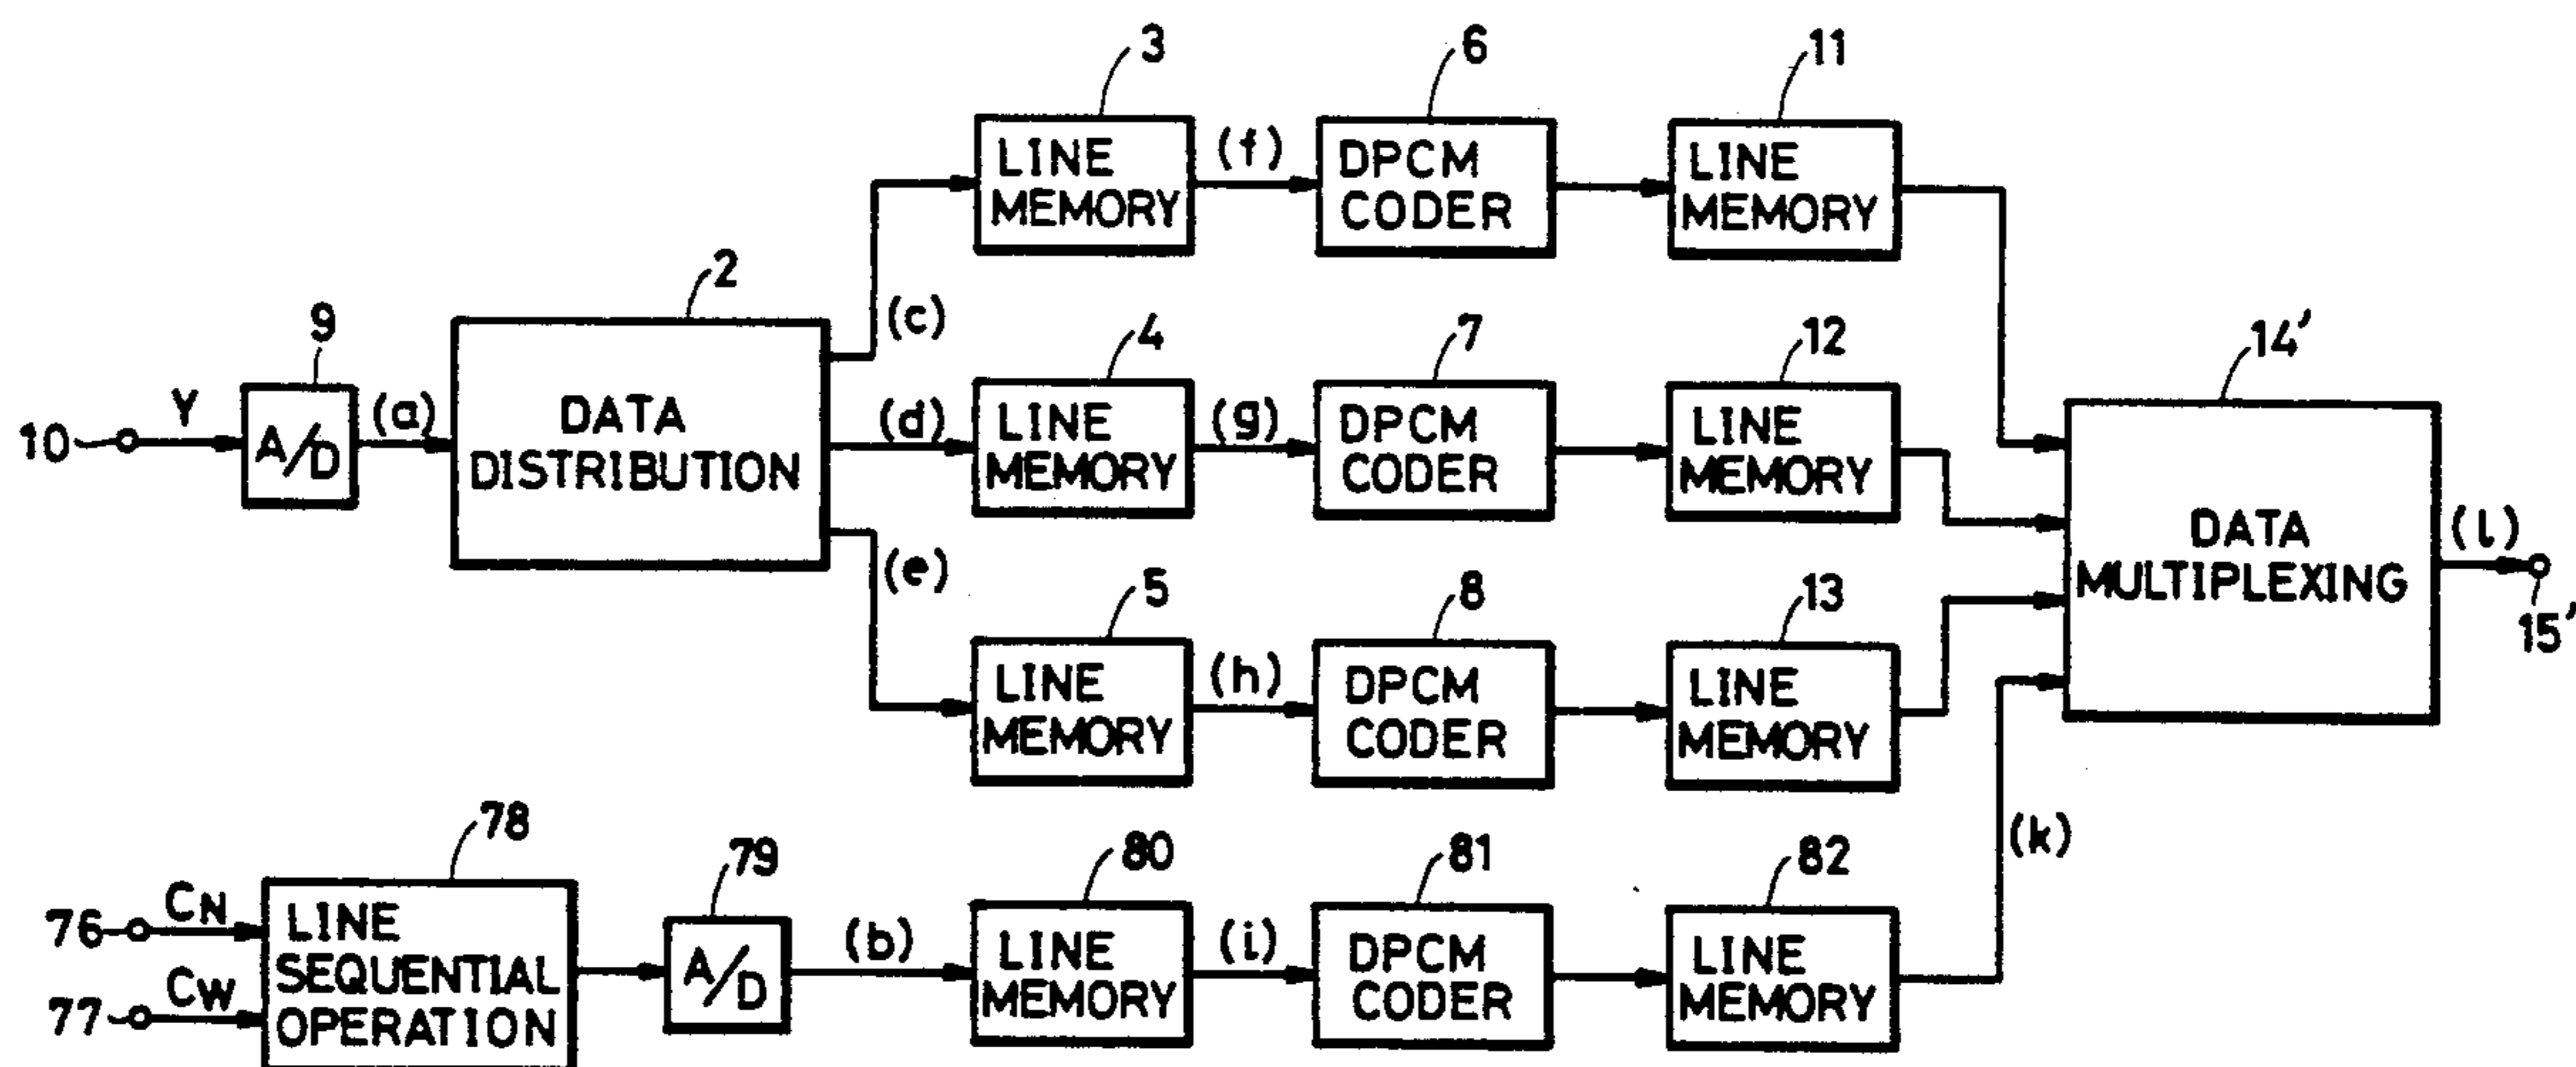 3
6
11
LINE
MEMORY
(f)
DPCM
CODER
LINE
MEMORY
2
(c)
9
4
7
12
14'
10
Y
A/D
(a)
DATA
DISTRIBUTION
(d)
LINE
MEMORY
(g)
DPCM
CODER
LINE
MEMORY
DATA
MULTIPLEXING
(l)
15'
(e)
5
8
13
LINE
MEMORY
(h)
DPCM
CODER
LINE
MEMORY
78
79
80
81
82
(k)
76
CN
77
CW
LINE
SEQUENTIAL
OPERATION
A/D
(b)
LINE
MEMORY
(i)
DPCM
CODER
LINE
MEMORY